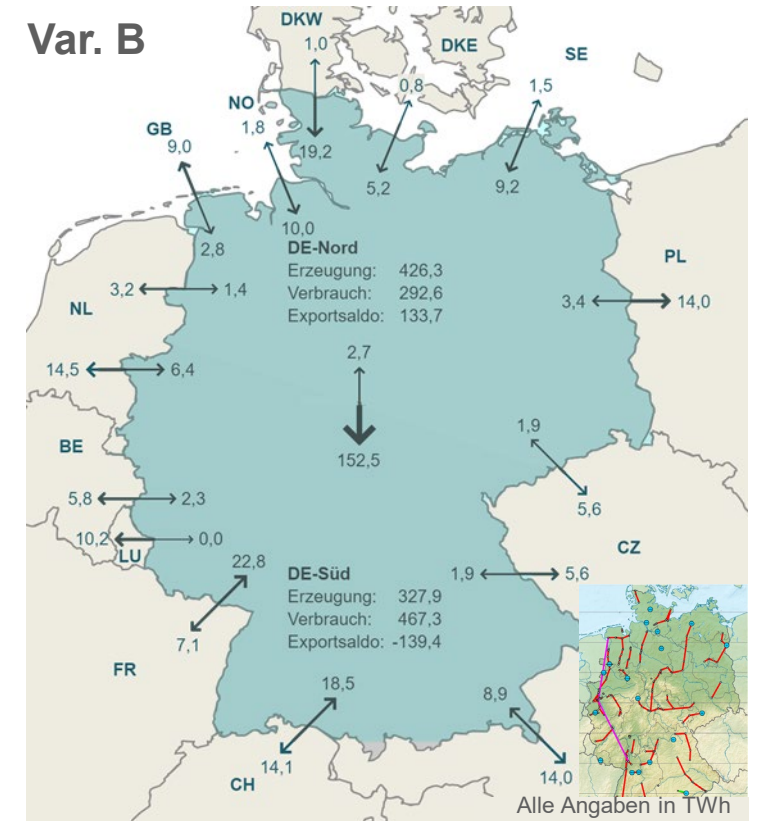 Var. B
DKW
1,0
DKE
SE
0,8
1,5
NO
1,8
GB
9,0
19,2
5,2
9,2
10,0
2,8
DE-Nord
Erzeugung: 426,3
Verbrauch: 292,6
Exportsaldo: 133,7
PL
3,2
1,4
3,4
14,0
NL
2,7
14,5
6,4
1,9
BE
152,5
5,8
2,3
5,6
10,2
0,0
LU
CZ
22,8
DE-Süd
1,9
5,6
Erzeugung: 327,9
Verbrauch: 467,3
Exportsaldo: -139,4
7,1
FR
18,5
8,9
14,1
14,0
CH
Alle Angaben in TWh